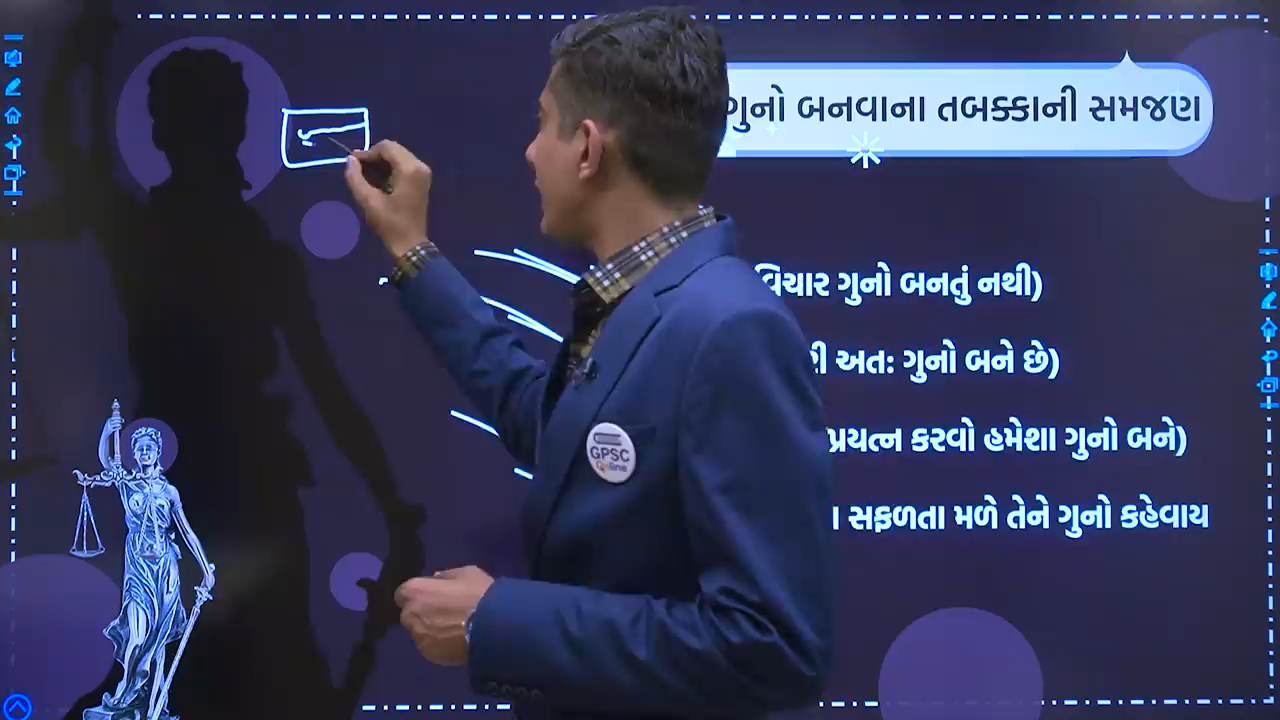 ગુનો બનવાના તબક્કાની સમજણ
વિચાર ગુનો બનતું નથી)
અત: ગુનો બને છે)
પ્રયત્ન કરવો હમેશા ગુનો બને)
સફળતા મળે તેને ગુનો કહેવાય
GPSC
Online